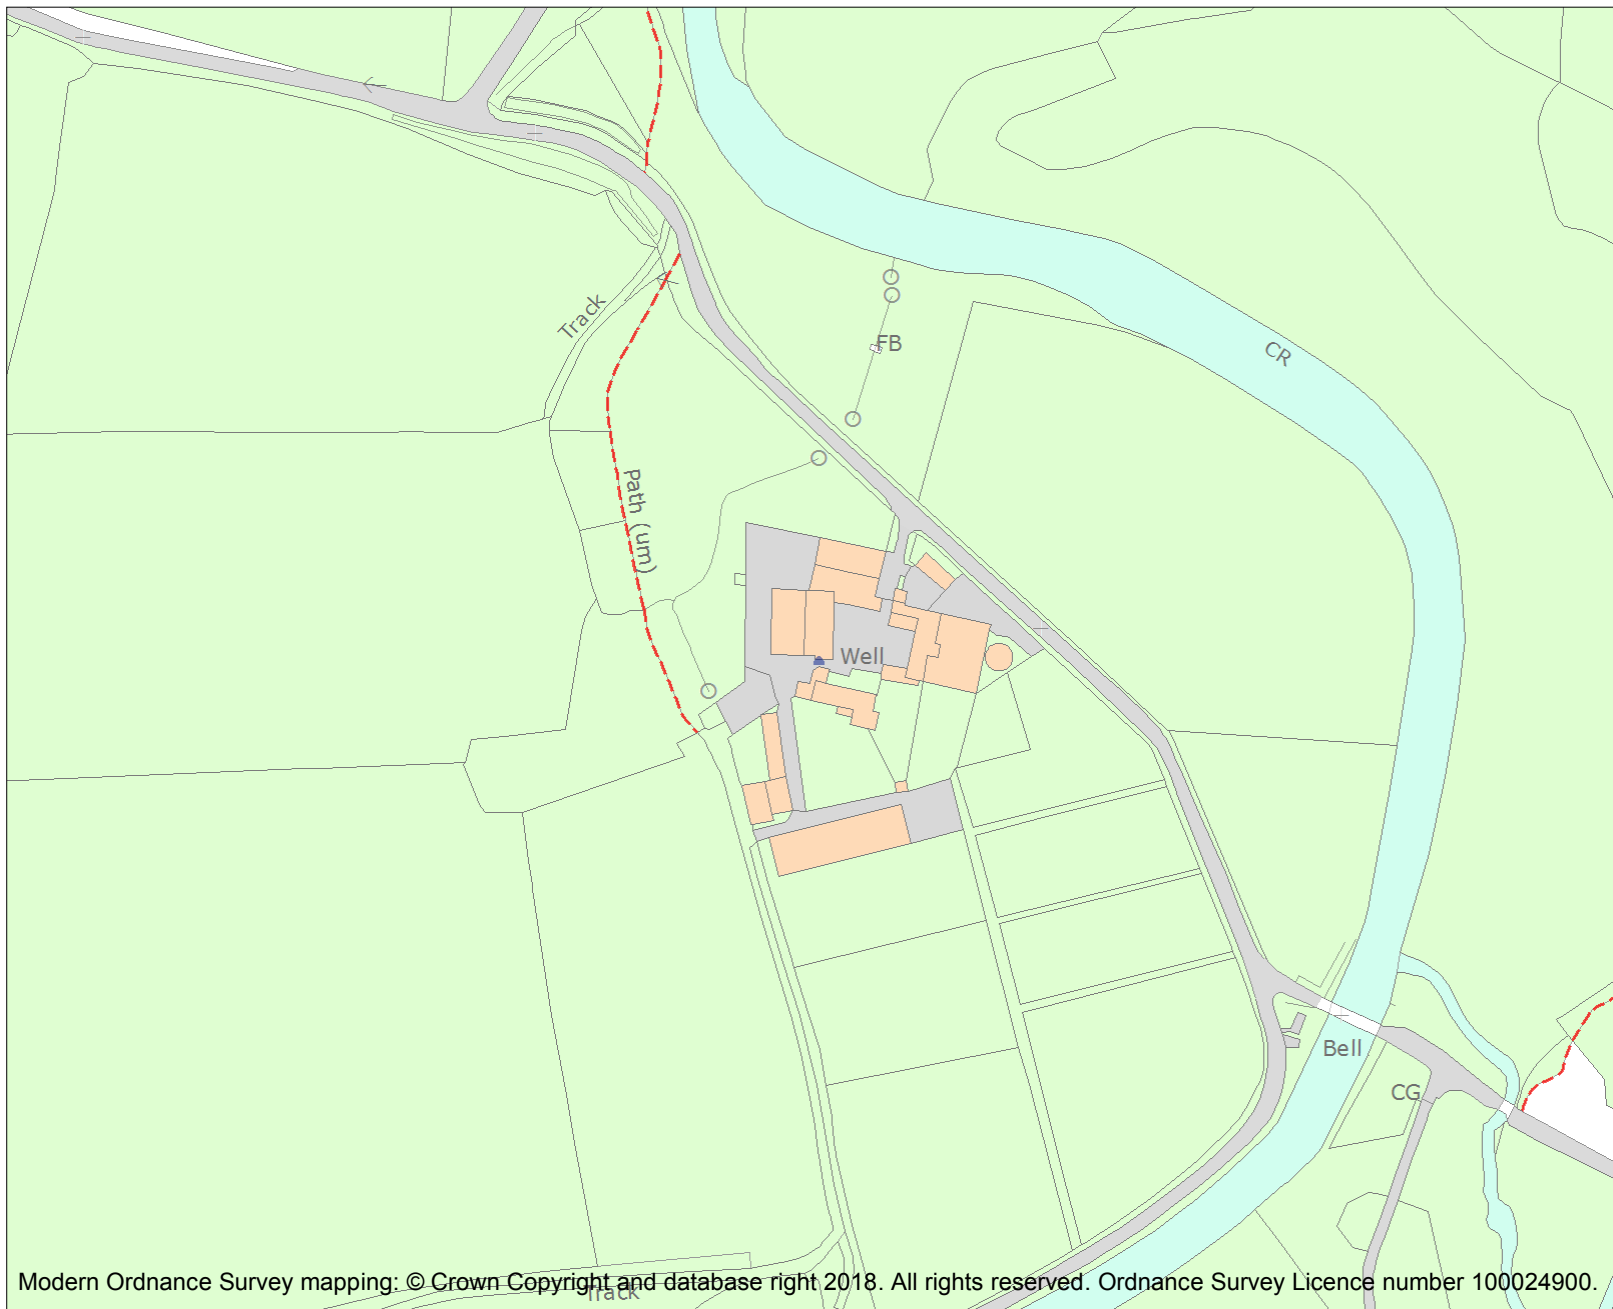 Track
FB
CR
Path (um)
Well
Bell
CG
Track
Modern Ordnance Survey mapping: © Crown Copyright and database right 2018. All rights reserved. Ordnance Survey Licence number 100024900.